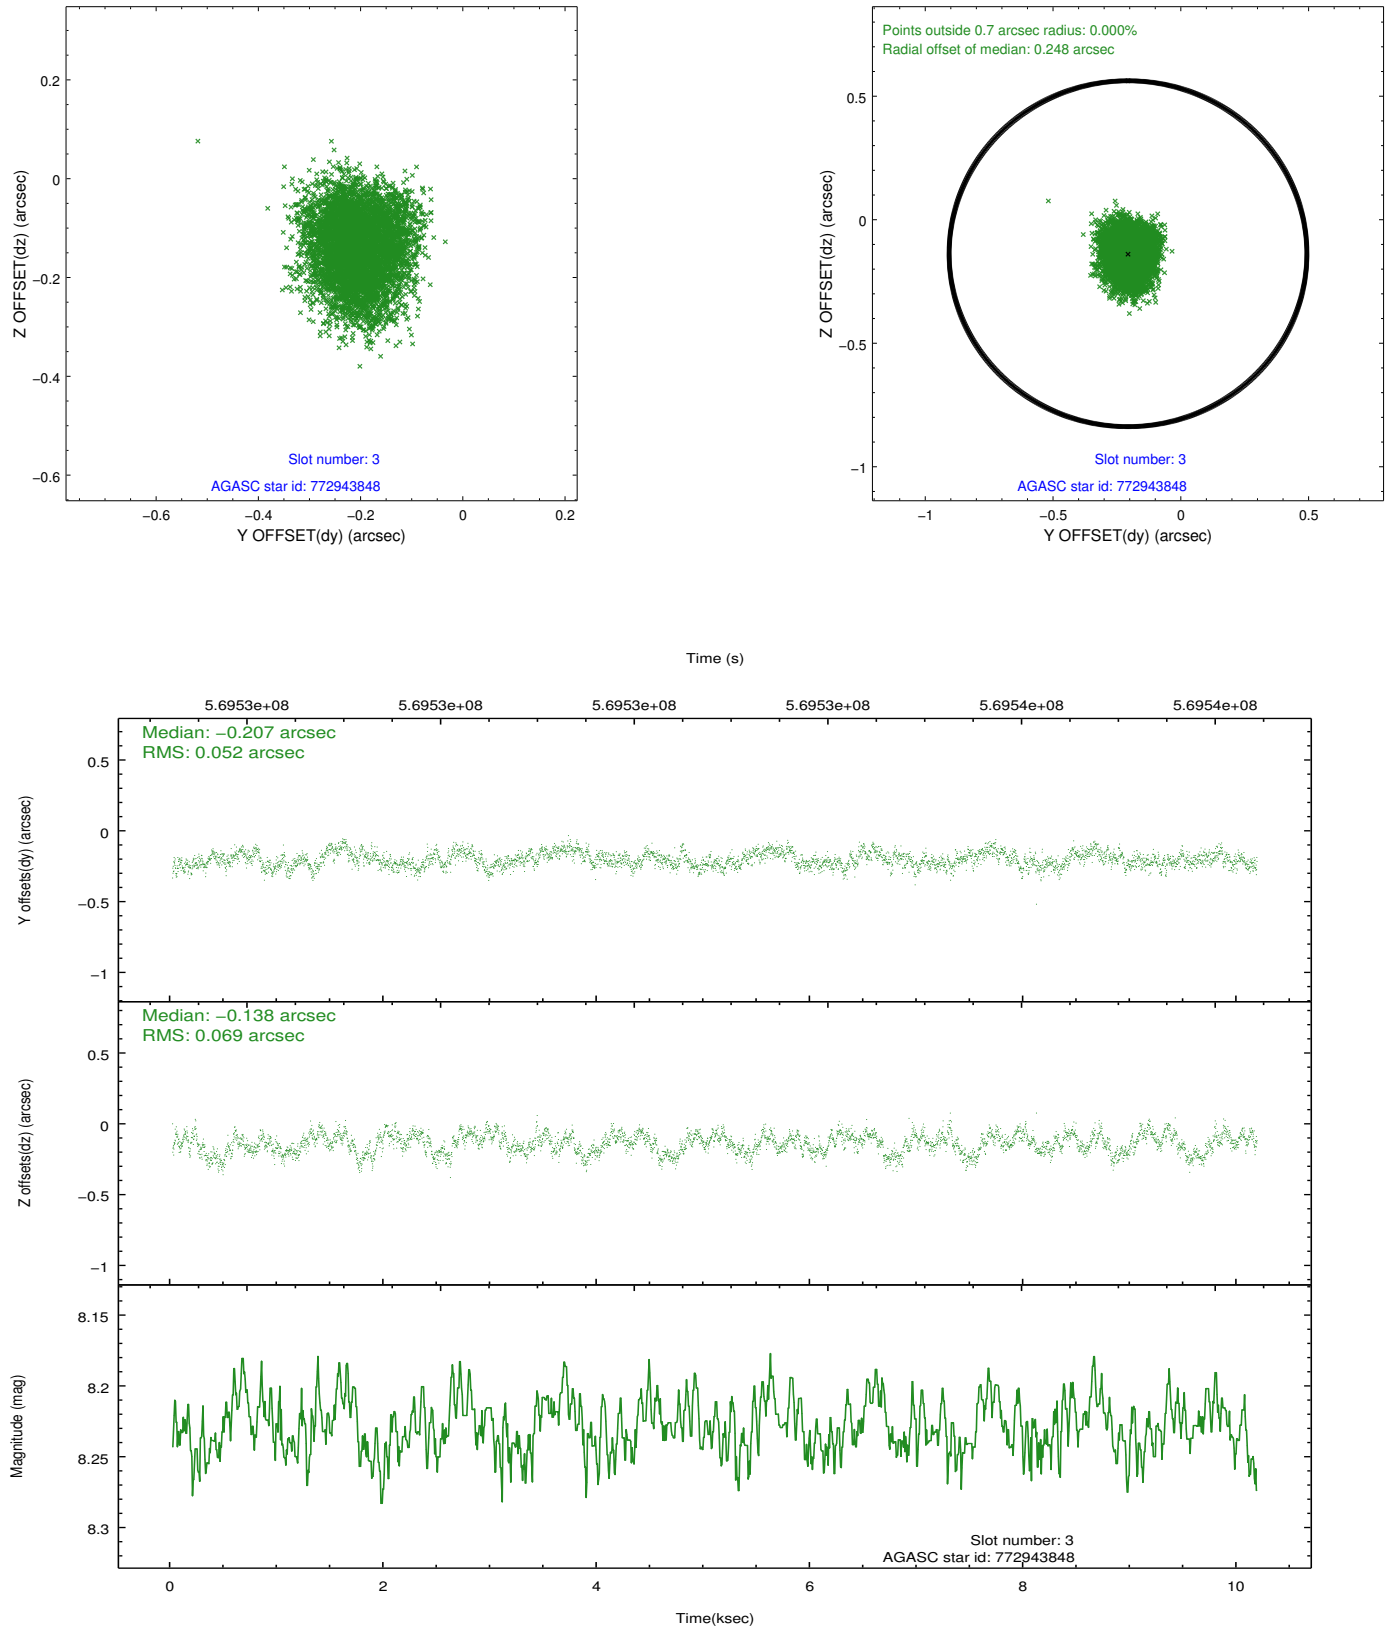 0.2
0
−0.2
−0.4
−0.6
Z OFFSET(dz) (arcsec)
Slot number: 3
AGASC star id: 772943848
−0.6 −0.4 −0.2 0 0.2
Y OFFSET(dy) (arcsec)
Points outside 0.7 arcsec radius: 0.000%
Radial offset of median: 0.248 arcsec
0.5
0
−0.5
−1
Z OFFSET(dz) (arcsec)
Slot number: 3
AGASC star id: 772943848
−1 −0.5 0 0.5
Y OFFSET(dy) (arcsec)
Time (s)
5.6953e+08 5.6953e+08 5.6953e+08 5.6953e+08 5.6954e+08 5.6954e+08
Median: −0.207 arcsec
RMS: 0.052 arcsec
0.5
0
−0.5
−1
Y offsets(dy) (arcsec)
Median: −0.138 arcsec
RMS: 0.069 arcsec
0.5
0
−0.5
−1
Z offsets(dz) (arcsec)
8.15
8.2
8.25
8.3
Magnitude (mag)
Slot number: 3
AGASC star id: 772943848
0 2 4 6 8 10
Time(ksec)